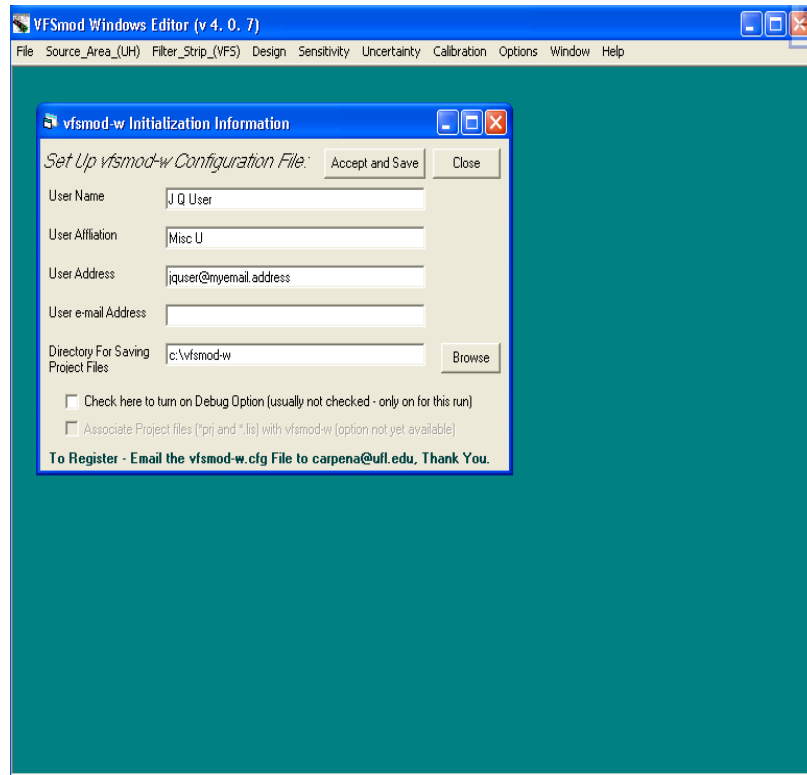 VFSmod Windows Editor (v 4. 0. 7)
File Source_Area_(UH) Filter_Strip_(VFS) Design Sensitivity Uncertainty Calibration Options Window Help
vfsmod-w Initialization Information
Set Up vfsmod-w Configuration File: Accept and Save Close
User Name J Q User
User Affliation Misc U
User Address jquser@myemail.address
User e-mail Address
Directory For Saving
Project Files c:\vfsmod-w Browse
Check here to turn on Debug Option (usually not checked - only on for this run)
Associate Project files (*prj and *.lis) with vfsmod-w (option not yet available)
To Register - Email the vfsmod-w.cfg File to carpena@ufl.edu, Thank You.